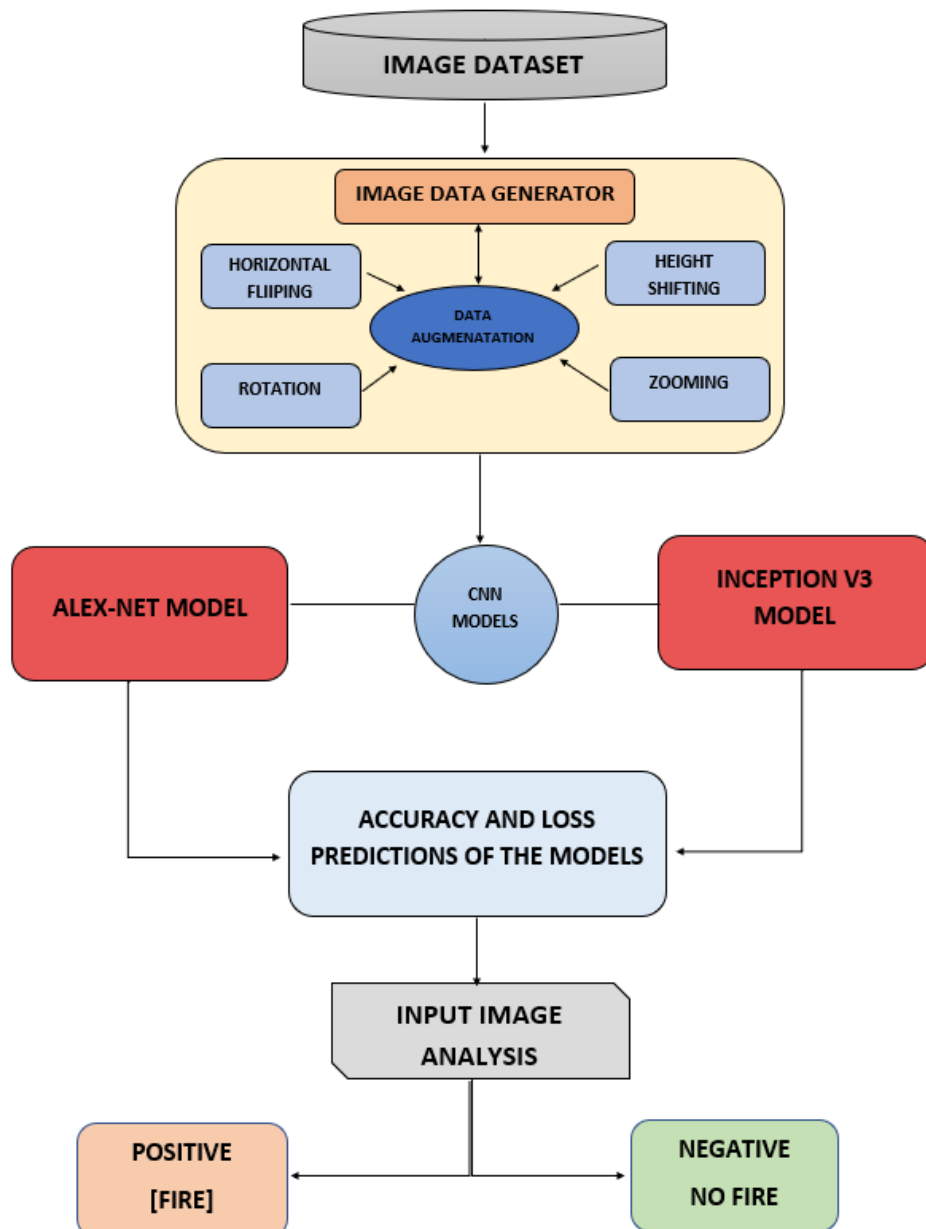 IMAGE DATASET
IMAGE DATA GENERATOR
HORIZONTAL
FLIIPING
HEIGHT
SHIFTING
DATA
AUGMENATATION
ROTATION
ZOOMING
ALEX-NET MODEL
CNN
MODELS
INCEPTION V3
MODEL
ACCURACY AND LOSS
PREDICTIONS OF THE MODELS
INPUT IMAGE
ANALYSIS
POSITIVE
[FIRE]
NEGATIVE
NO FIRE